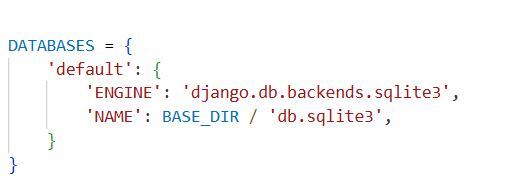 DATABASES = {
    'default': {
        'ENGINE': 'django.db.backends.sqlite3',
        'NAME': BASE_DIR / 'db.sqlite3',
    }
}